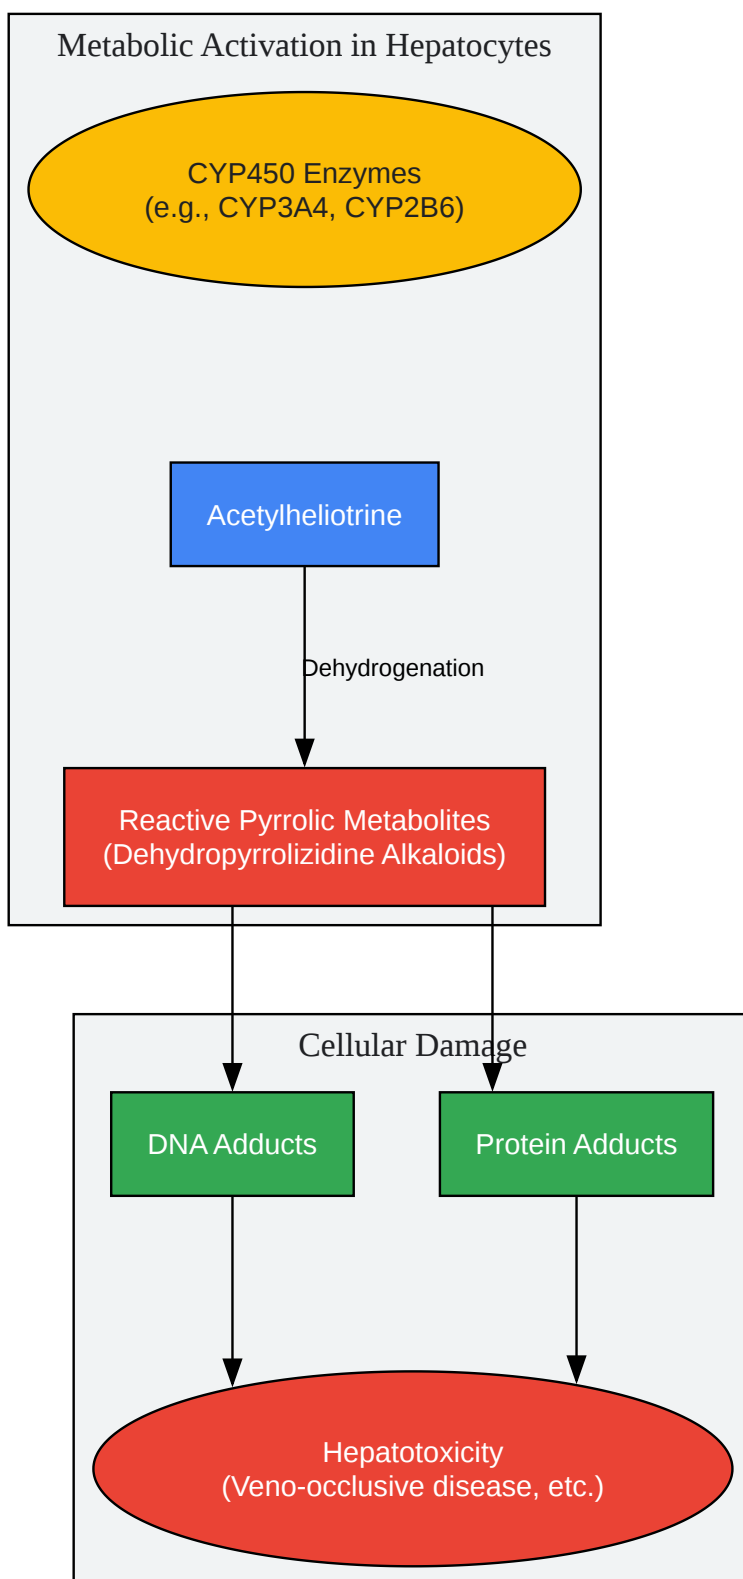 Metabolic Activation in Hepatocytes
CYP450 Enzymes
(e.g., CYP3A4, CYP2B6)
Acetylheliotrine
Dehydrogenation
Reactive Pyrrolic Metabolites
(Dehydropyrrolizidine Alkaloids)
Cellular Damage
DNA Adducts
Protein Adducts
Hepatotoxicity
(Veno-occlusive disease, etc.)